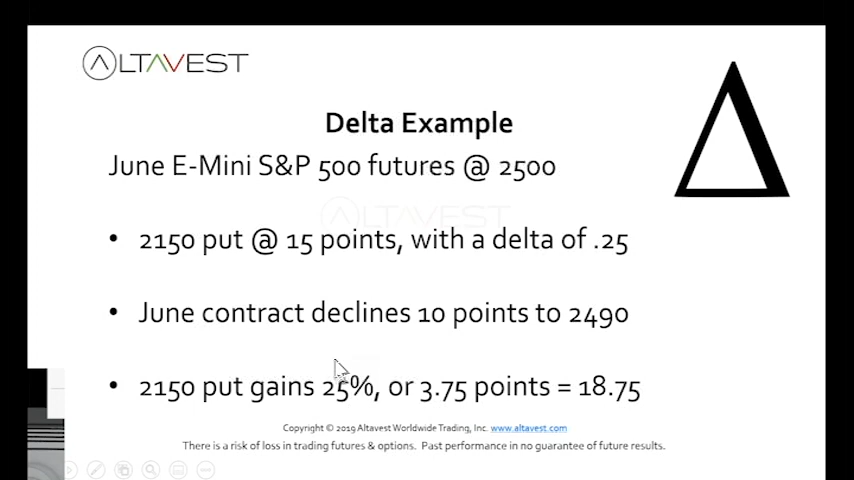 ALTAVEST
Delta Example
June E-Mini S&P 500 futures @ 2500
ALTAVEST
• 2150 put @ 15 points, with a delta of .25
• June contract declines 10 points to 2490
• 2150 put gains 25%, or 3.75 points = 18.75
Copyright © 2019 Altavest Worldwide Trading, Inc. www.altavest.com
There is a risk of loss in trading futures & options. Past performance in no guarantee of future results.